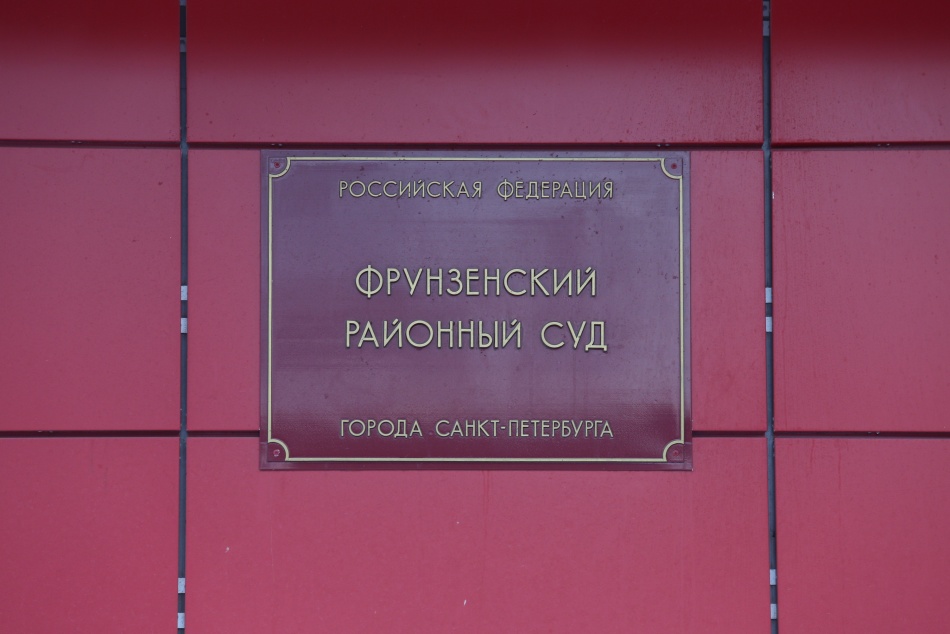 РОССИЙСКАЯ ФЕДЕРАЦИЯ
ФРУНЗЕНСКИЙ
РАЙОННЫЙ СУД
ГОРОДА САНКТ-ПЕТЕРБУРГА